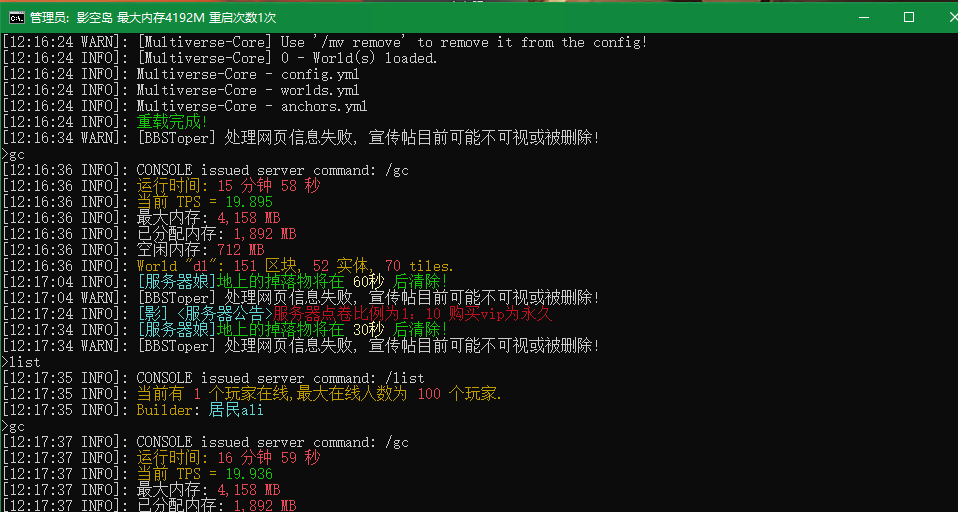 管理员: 影空岛 最大内存4192M 重启次数1次
[12:16:24 WARN]: [Multiverse-Core] Use '/mv remove' to remove it from the config!
[12:16:24 INFO]: [Multiverse-Core] 0 - World(s) loaded.
[12:16:24 INFO]: Multiverse-Core - config.yml
[12:16:24 INFO]: Multiverse-Core - worlds.yml
[12:16:24 INFO]: Multiverse-Core - anchors.yml
[12:16:24 INFO]: 重载完成!
[12:16:34 WARN]: [BBSToper] 处理网页信息失败, 宣传帖目前可能不可视或被删除!
>gc
[12:16:36 INFO]: CONSOLE issued server command: /gc
[12:16:36 INFO]: 运行时间: 15 分钟 58 秒
[12:16:36 INFO]: 当前 TPS = 19.895
[12:16:36 INFO]: 最大内存: 4,158 MB
[12:16:36 INFO]: 已分配内存: 1,892 MB
[12:16:36 INFO]: 空闲内存: 712 MB
[12:16:36 INFO]: World "d1": 151 区块, 52 实体, 70 tiles.
[12:17:04 INFO]: [服务器娘]地上的掉落物将在 60秒 后清除!
[12:17:04 WARN]: [BBSToper] 处理网页信息失败, 宣传帖目前可能不可视或被删除!
[12:17:24 INFO]: [影] <服务器公告>服务器点卷比例为1: 10 购买vip为永久
[12:17:34 INFO]: [服务器娘]地上的掉落物将在 30秒 后清除!
[12:17:34 WARN]: [BBSToper] 处理网页信息失败, 宣传帖目前可能不可视或被删除!
>list
[12:17:35 INFO]: CONSOLE issued server command: /list
[12:17:35 INFO]: 当前有 1 个玩家在线,最大在线人数为 100 个玩家.
[12:17:35 INFO]: Builder: 居民ali
>gc
[12:17:37 INFO]: CONSOLE issued server command: /gc
[12:17:37 INFO]: 运行时间: 16 分钟 59 秒
[12:17:37 INFO]: 当前 TPS = 19.936
[12:17:37 INFO]: 最大内存: 4,158 MB
[12:17:37 INFO]: 已分配内存: 1,892 MB